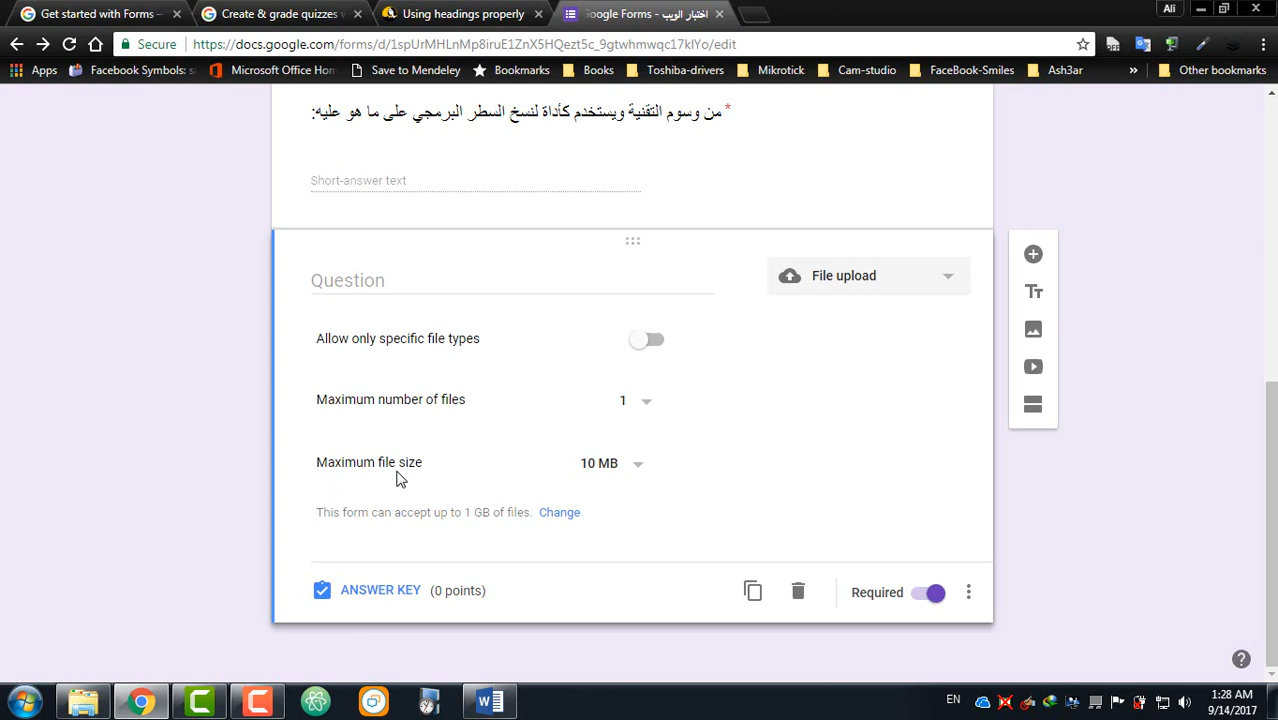 Get started with Forms –
Create & grade quizzes w
Using headings properly
Google Forms - اختبار الويب
Ali
Secure
https://docs.google.com/forms/d/1spUrMHLnMp8iruE1ZnX5HQezt5c_9gtwhmwqc17kIYo/edit
Apps
Facebook Symbols: s
Microsoft Office Hom
Save to Mendeley
Bookmarks
Books
Toshiba-drivers
Mikrotick
Cam-studio
FaceBook-Smiles
Ash3ar
»
Other bookmarks
من وسوم التقنية ويستخدم كأداة لنسخ السطر البرمجي على ما هو عليه: *
Short-answer text
Question
File upload
Allow only specific file types
Maximum number of files
1
Maximum file size
10 MB
This form can accept up to 1 GB of files. Change
ANSWER KEY (0 points)
Required
EN
1:28 AM
9/14/2017